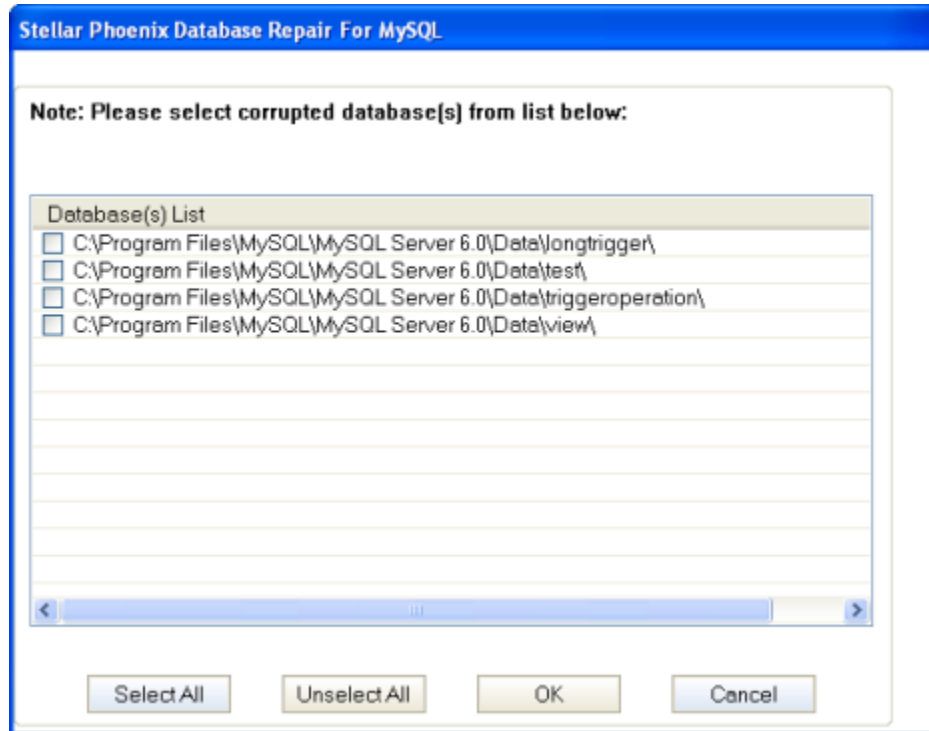 Stellar Phoenix Database Repair For MySQL
Note: Please select corrupted database(s) from list below:
Database(s) List
C:\Program Files\MySQL\MySQL Server 6.0\Data\longtrigger\
C:\Program Files\MySQL\MySQL Server 6.0\Data\test\
C:\Program Files\MySQL\MySQL Server 6.0\Data\triggeroperation\
C:\Program Files\MySQL\MySQL Server 6.0\Data\view\
Select All Unselect All OK Cancel